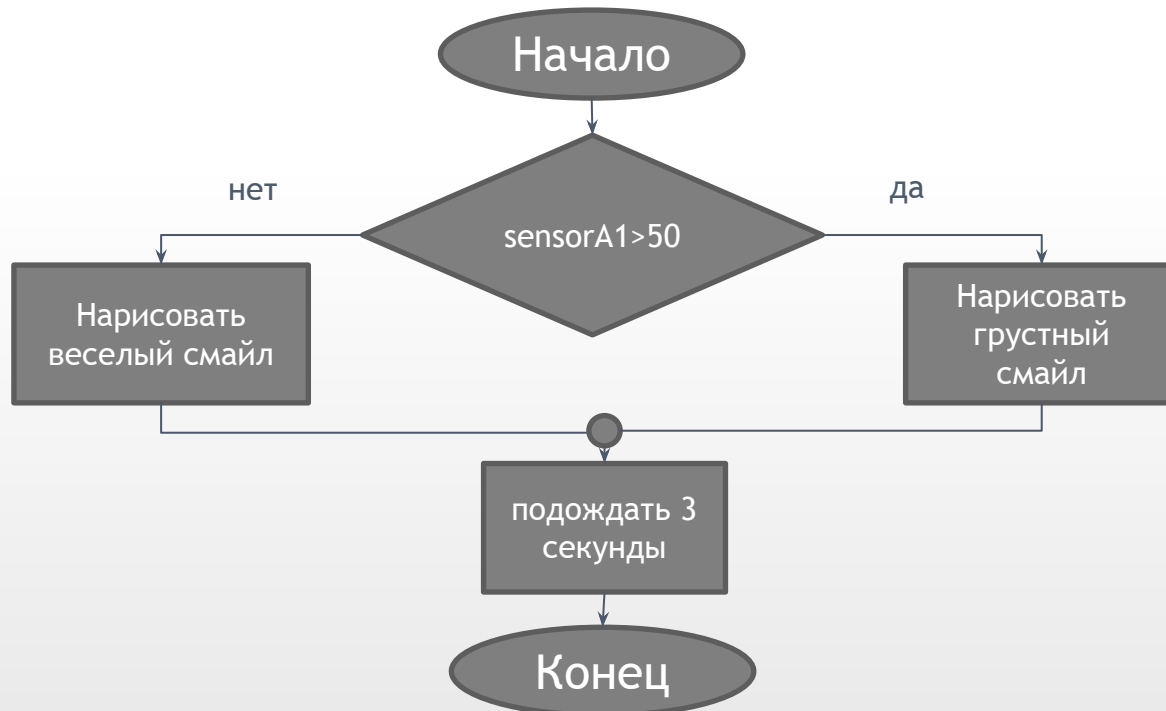 Начало
нет
да
sensorA1>50
Нарисовать
веселый смайл
Нарисовать
грустный
смайл
подождать 3
секунды
Конец